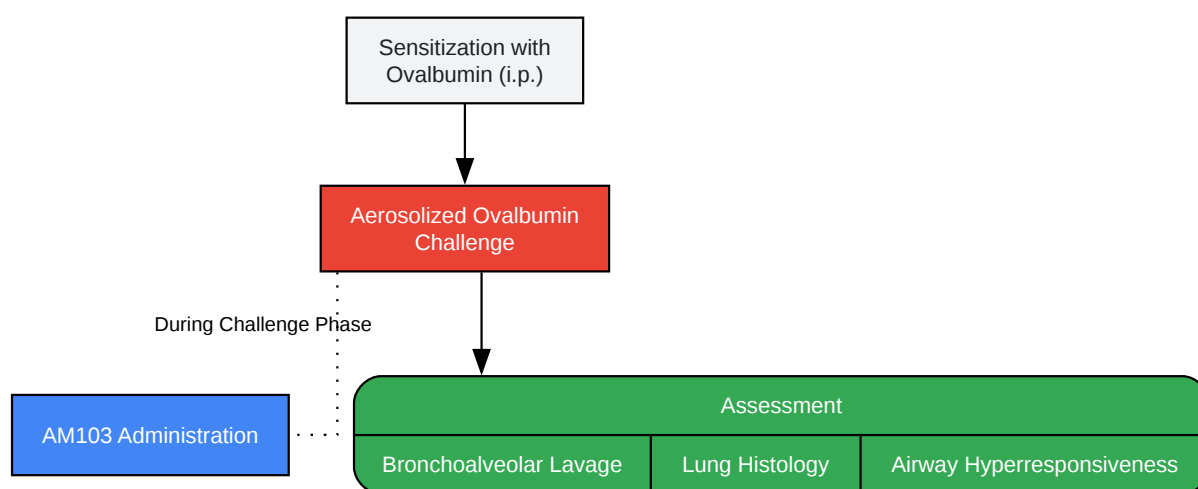 Sensitization with
Ovalbumin (i.p.)
Aerosolized Ovalbumin
Challenge
During Challenge Phase
AM103 Administration
Assessment
Bronchoalveolar Lavage
Lung Histology
Airway Hyperresponsiveness